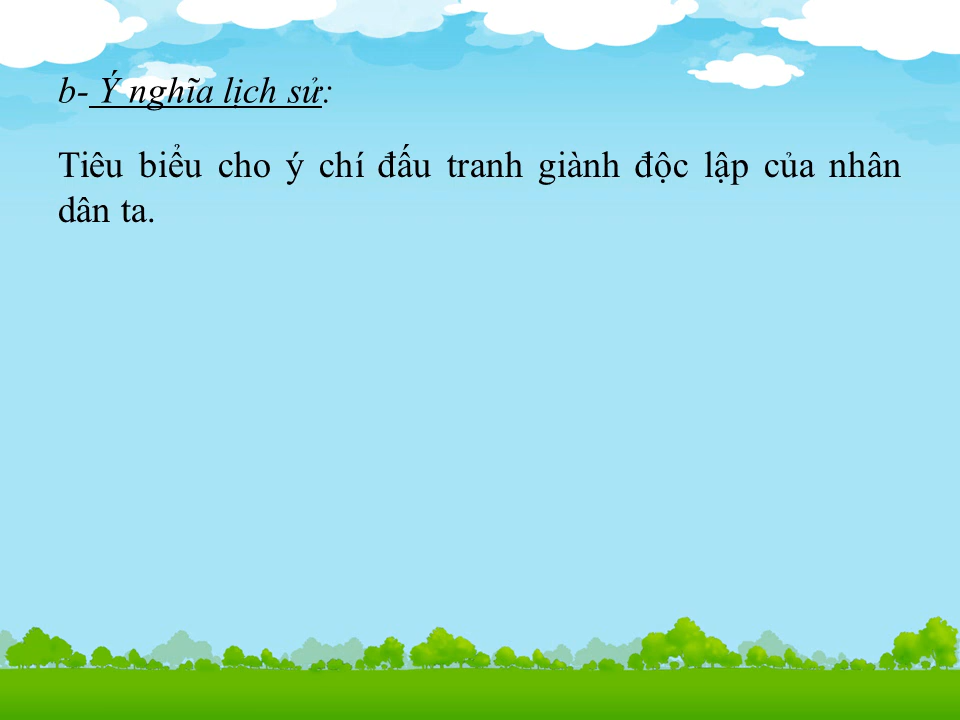 b- Ý nghĩa lịch sử:
Tiêu biểu cho ý chí đấu tranh giành độc lập của nhân
dân ta.